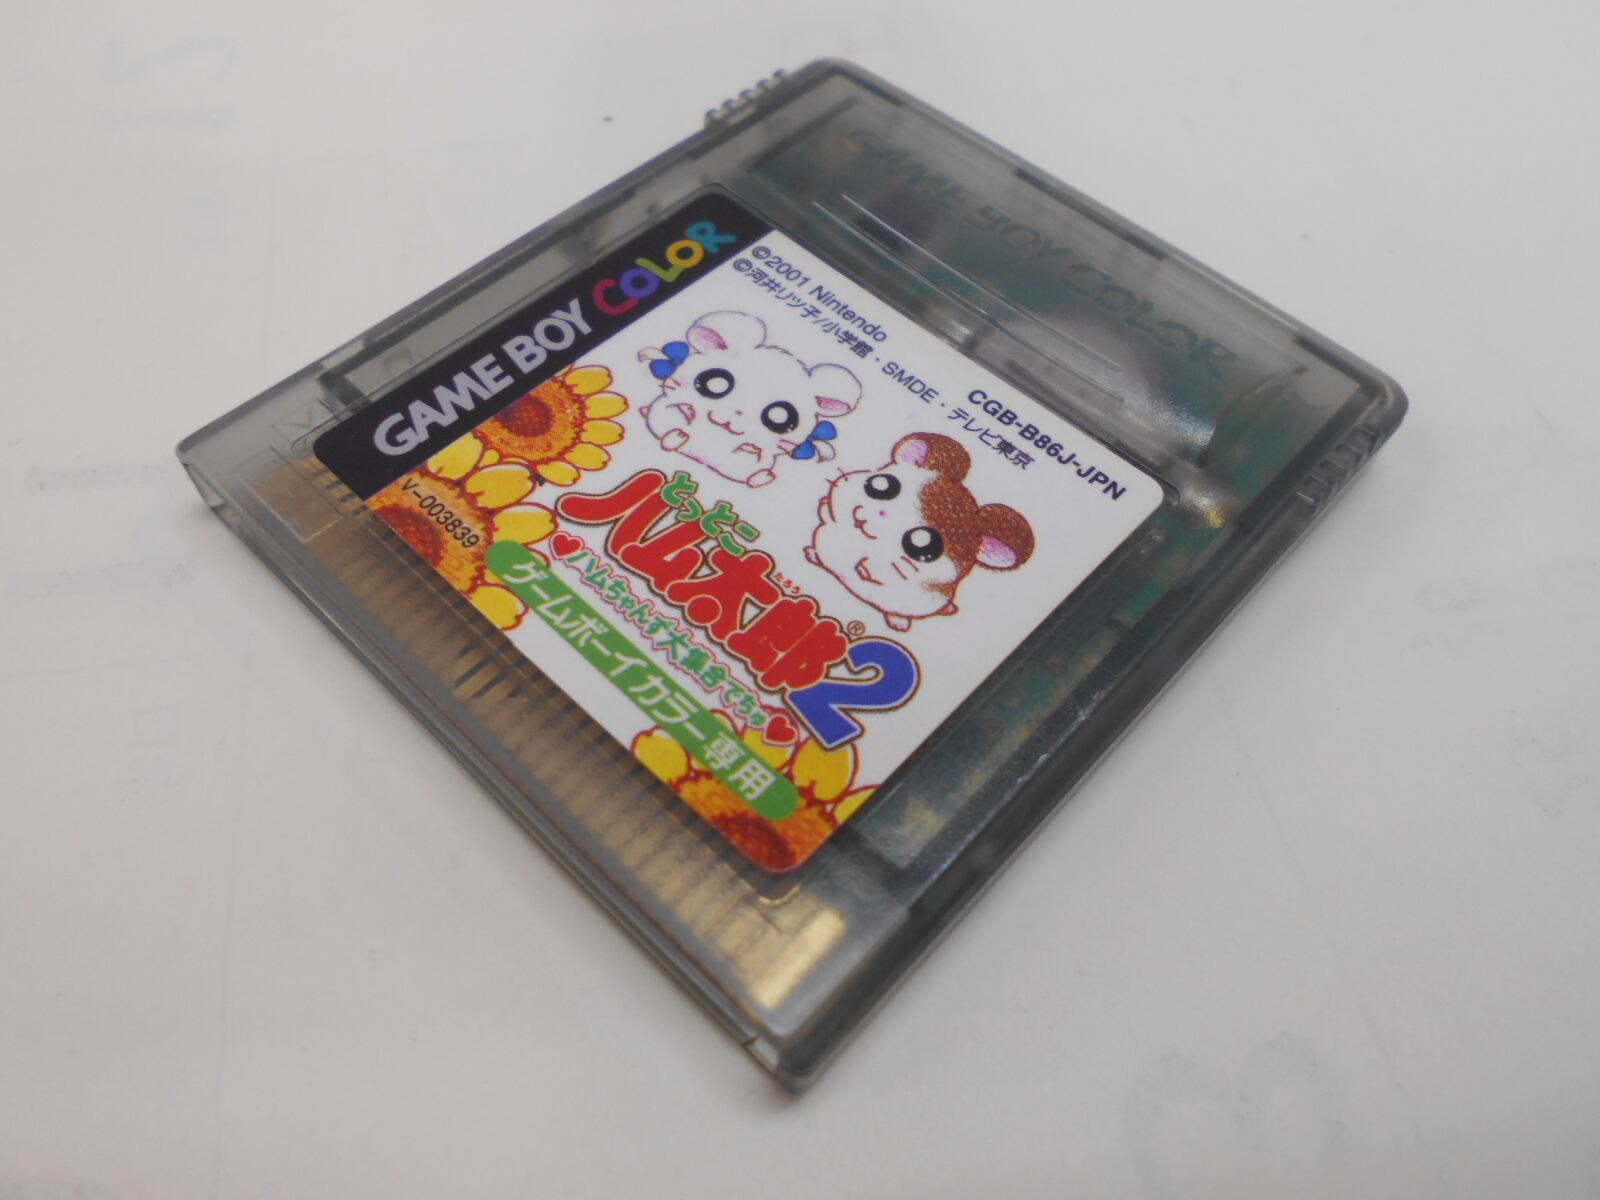 GAME BOY COLOR
GAME BOY COLOR
©2001 Nintendo
©河井リツ子/小学館・SMDE・テレビ東京
CGB-B86J-JPN
とっとこ
ハム太郎®2
たろう
♥ハムちゃんず大集合でちゅ♥
ゲームボーイカラー専用
V-003839